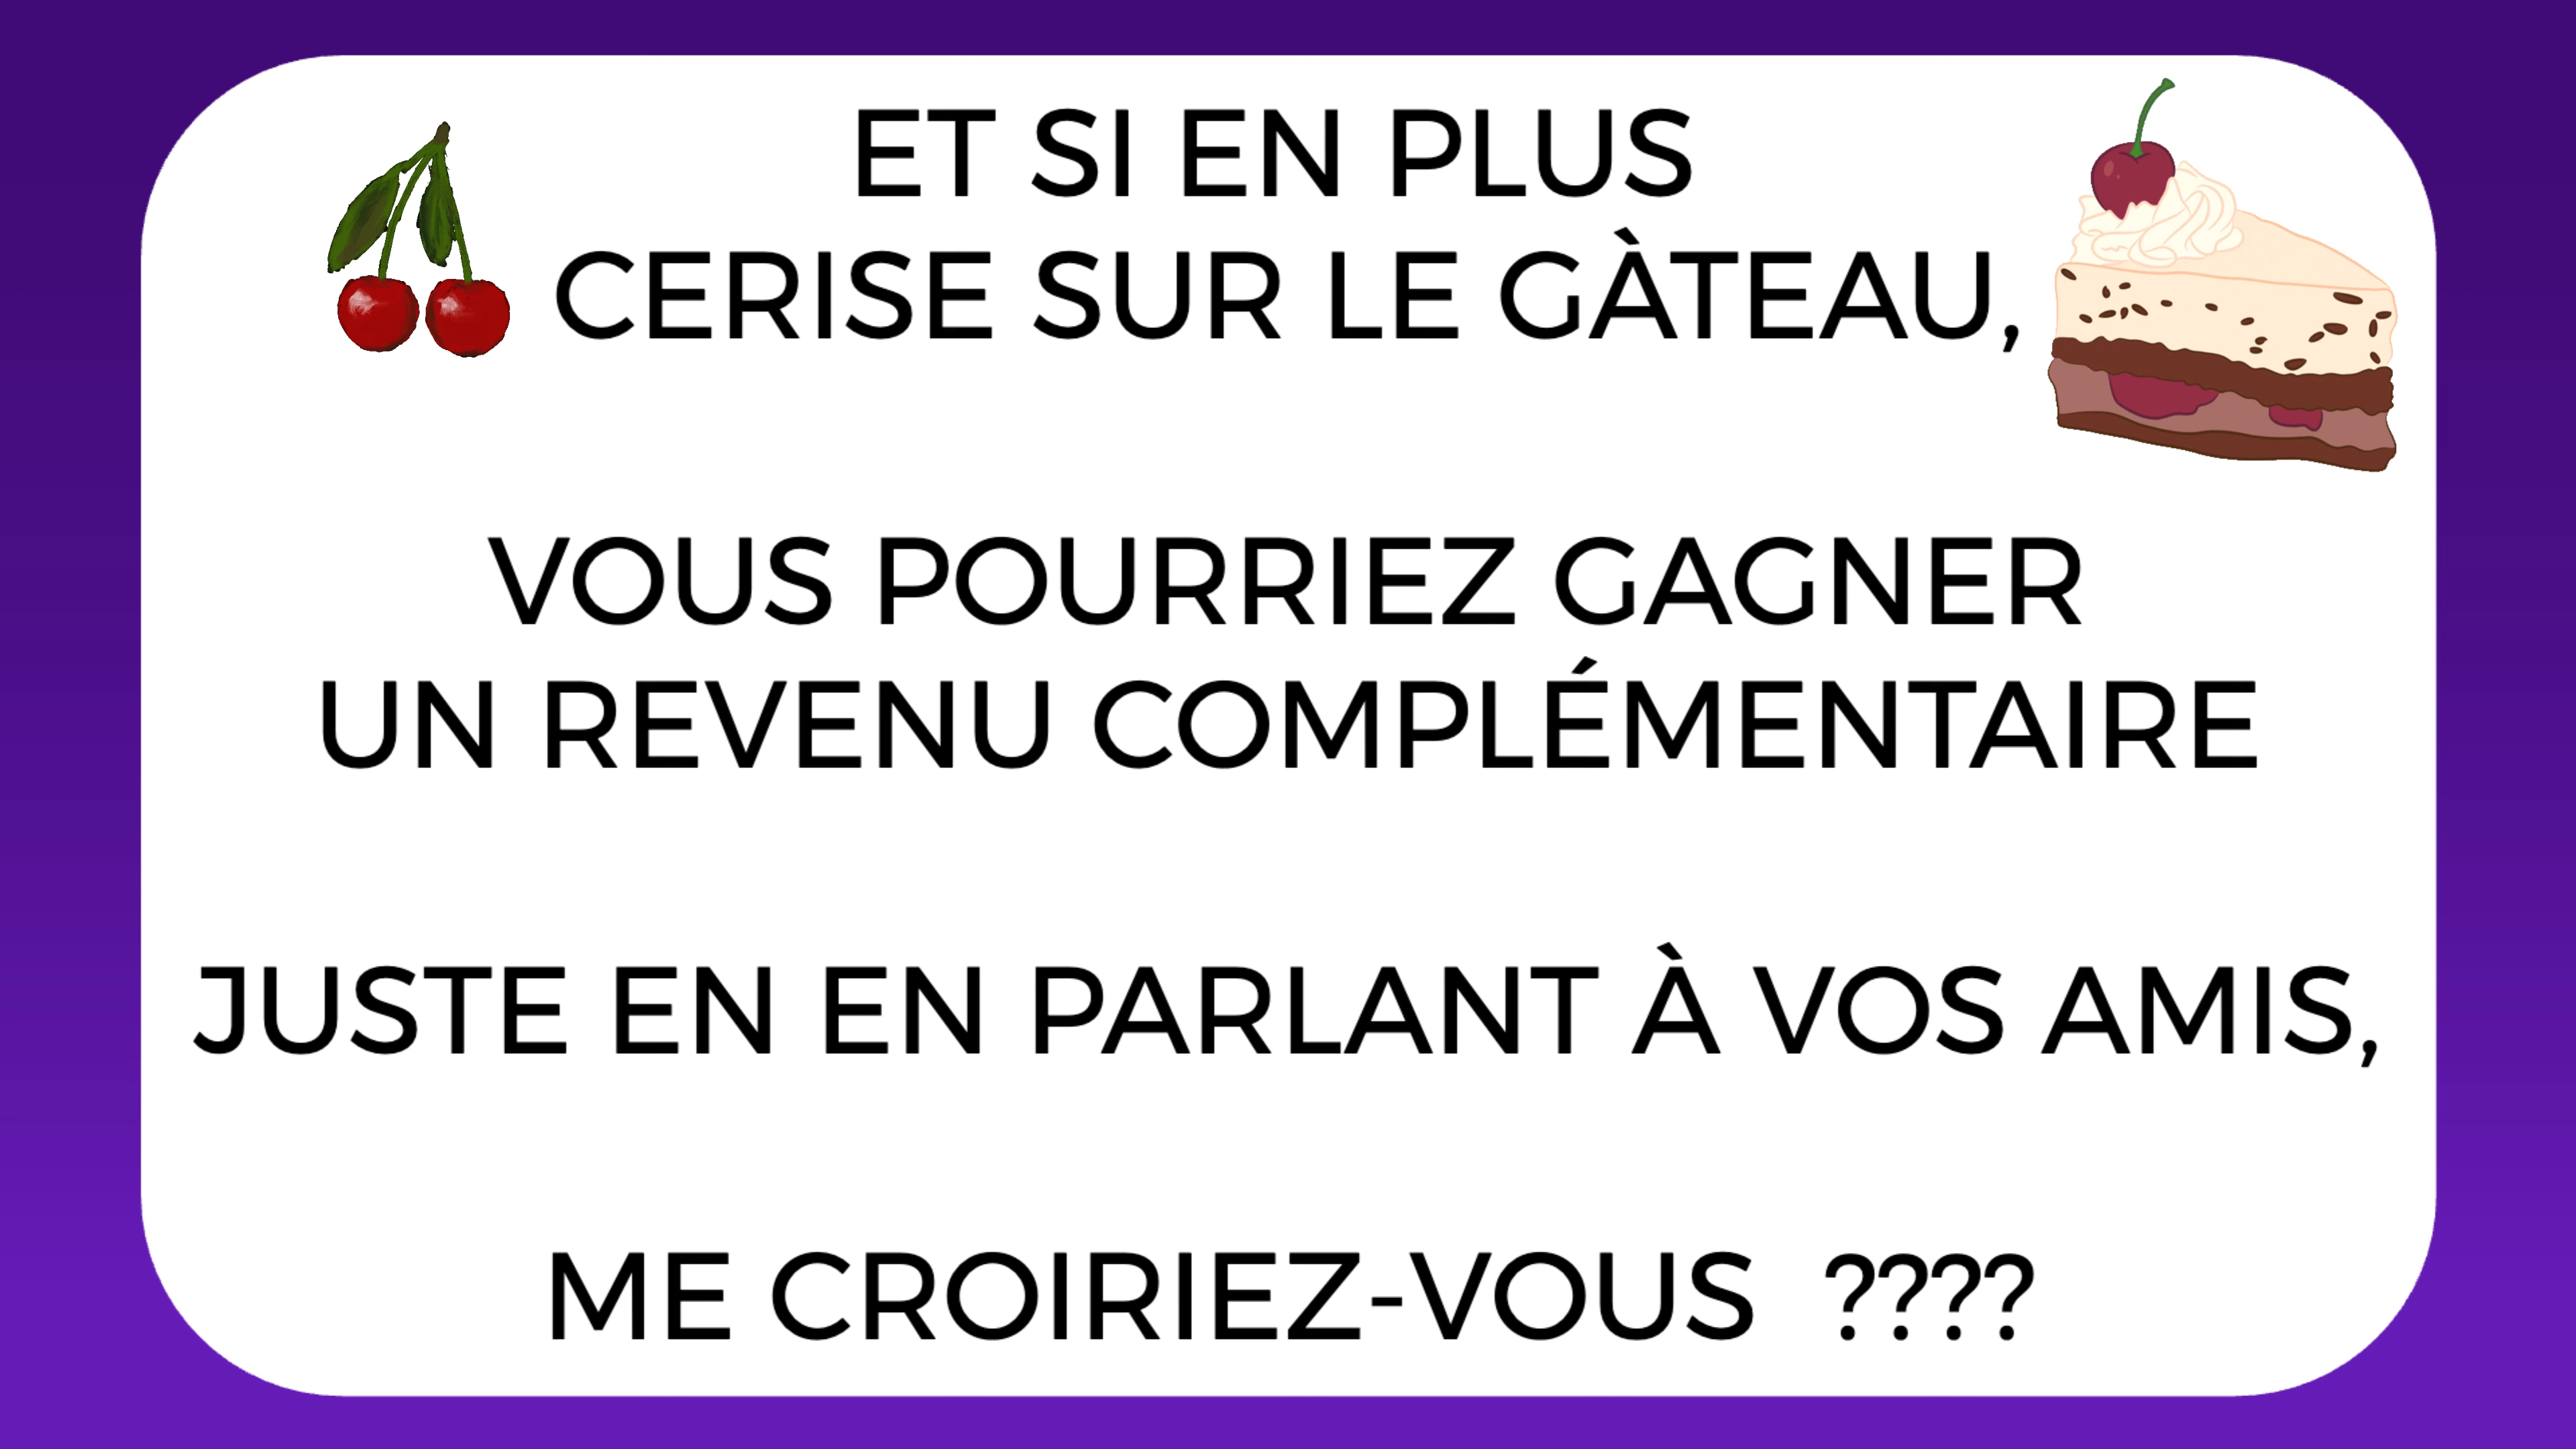 ET SI EN PLUS
CERISE SUR LE GÀTEAU,
VOUS POURRIEZ GAGNER
UN REVENU COMPLÉMENTAIRE
JUSTE EN EN PARLANT À VOS AMIS,
ME CROIRIEZ-VOUS ????